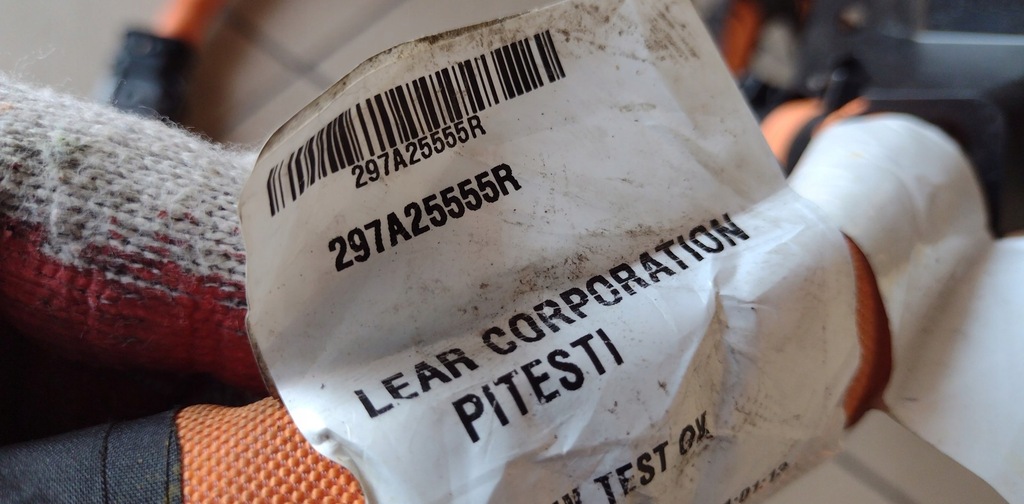 297A25555R
297A25555R
LEAR CORPORATION
PITESTI
TEST OK